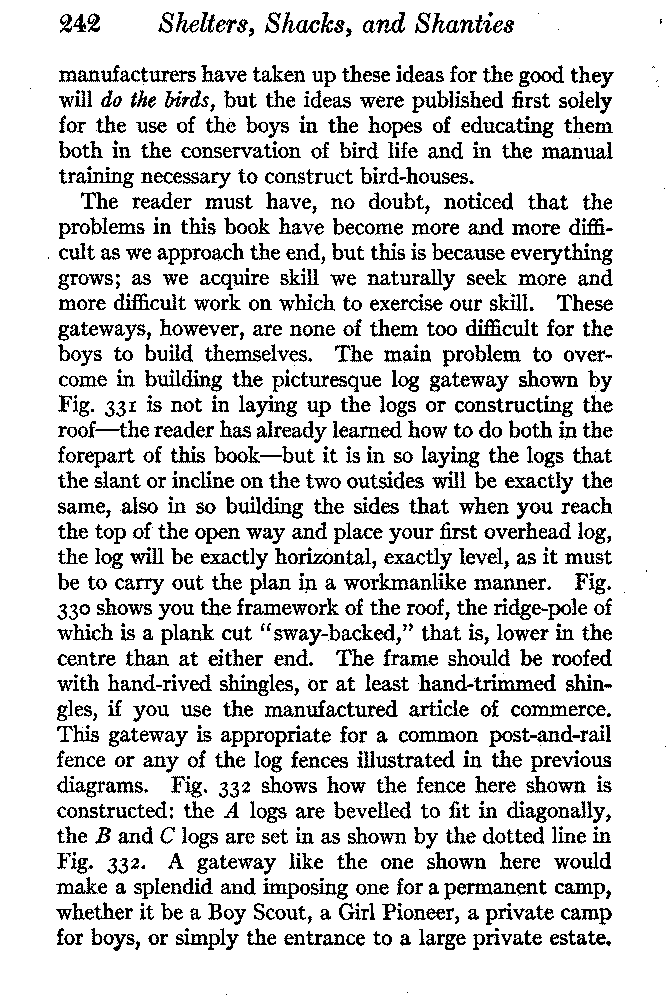 242 Shelters, Shacks, and Shanties
manufacturers have taken up these ideas for the good they
will do the birds, but the ideas were published first solely
for the use of the boys in the hopes of educating them
both in the conservation of bird life and in the manual
training necessary to construct bird-houses.
The reader must have, no doubt, noticed that the
problems in this book have become more and more diffi-
cult as we approach the end, but this is because everything
grows; as we acquire skill we naturally seek more and
more difficult work on which to exercise our skill. These
gateways, however, are none of them too difficult for the
boys to build themselves. The main problem to over-
come in building the picturesque log gateway shown by
Fig. 331 is not in laying up the logs or constructing the
roof—the reader has already learned how to do both in the
forepart of this book—but it is in so laying the logs that
the slant or incline on the two outsides will be exactly the
same, also in so building the sides that when you reach
the top of the open way and place your first overhead log,
the log will be exactly horizontal, exactly level, as it must
be to carry out the plan in a workmanlike manner. Fig.
330 shows you the framework of the roof, the ridge-pole of
which is a plank cut "sway-backed," that is, lower in the
centre than at either end. The frame should be roofed
with hand-rived shingles, or at least hand-trimmed shin-
gles, if you use the manufactured article of commerce.
This gateway is appropriate for a common post-and-rail
fence or any of the log fences illustrated in the previous
diagrams. Fig. 332 shows how the fence here shown is
constructed: the A logs are bevelled to fit in diagonally,
the B and C logs are set in as shown by the dotted line in
Fig. 332. A gateway like the one shown here would
make a splendid and imposing one for a permanent camp,
whether it be a Boy Scout, a Girl Pioneer, a private camp
for boys, or simply the entrance to a large private estate.